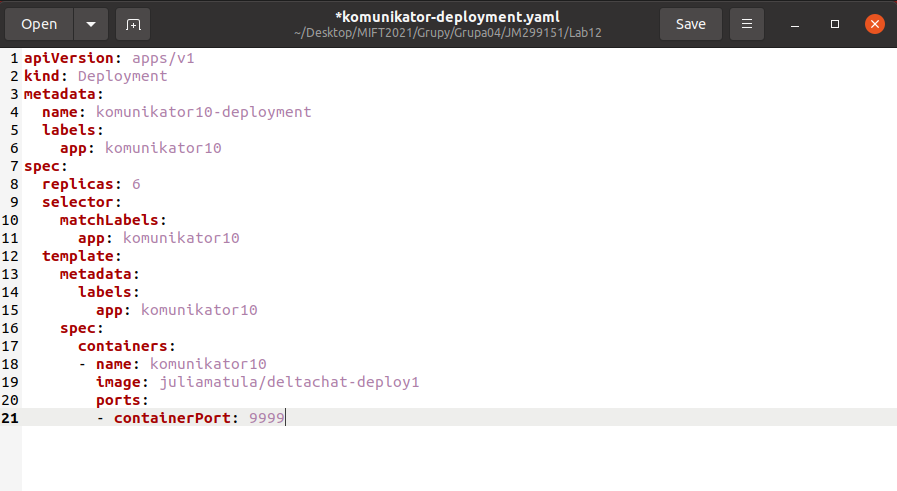 Open
*komunikator-deployment.yaml
~/Desktop/MIFT2021/Grupy/Grupa04/JM299151/Lab12
Save
1 apiVersion: apps/v1
2 kind: Deployment
3 metadata:
4   name: komunikator10-deployment
5   labels:
6     app: komunikator10
7 spec:
8   replicas: 6
9   selector:
10     matchLabels:
11       app: komunikator10
12   template:
13     metadata:
14       labels:
15         app: komunikator10
16     spec:
17       containers:
18       - name: komunikator10
19         image: juliamatula/deltachat-deploy1
20         ports:
21         - containerPort: 9999